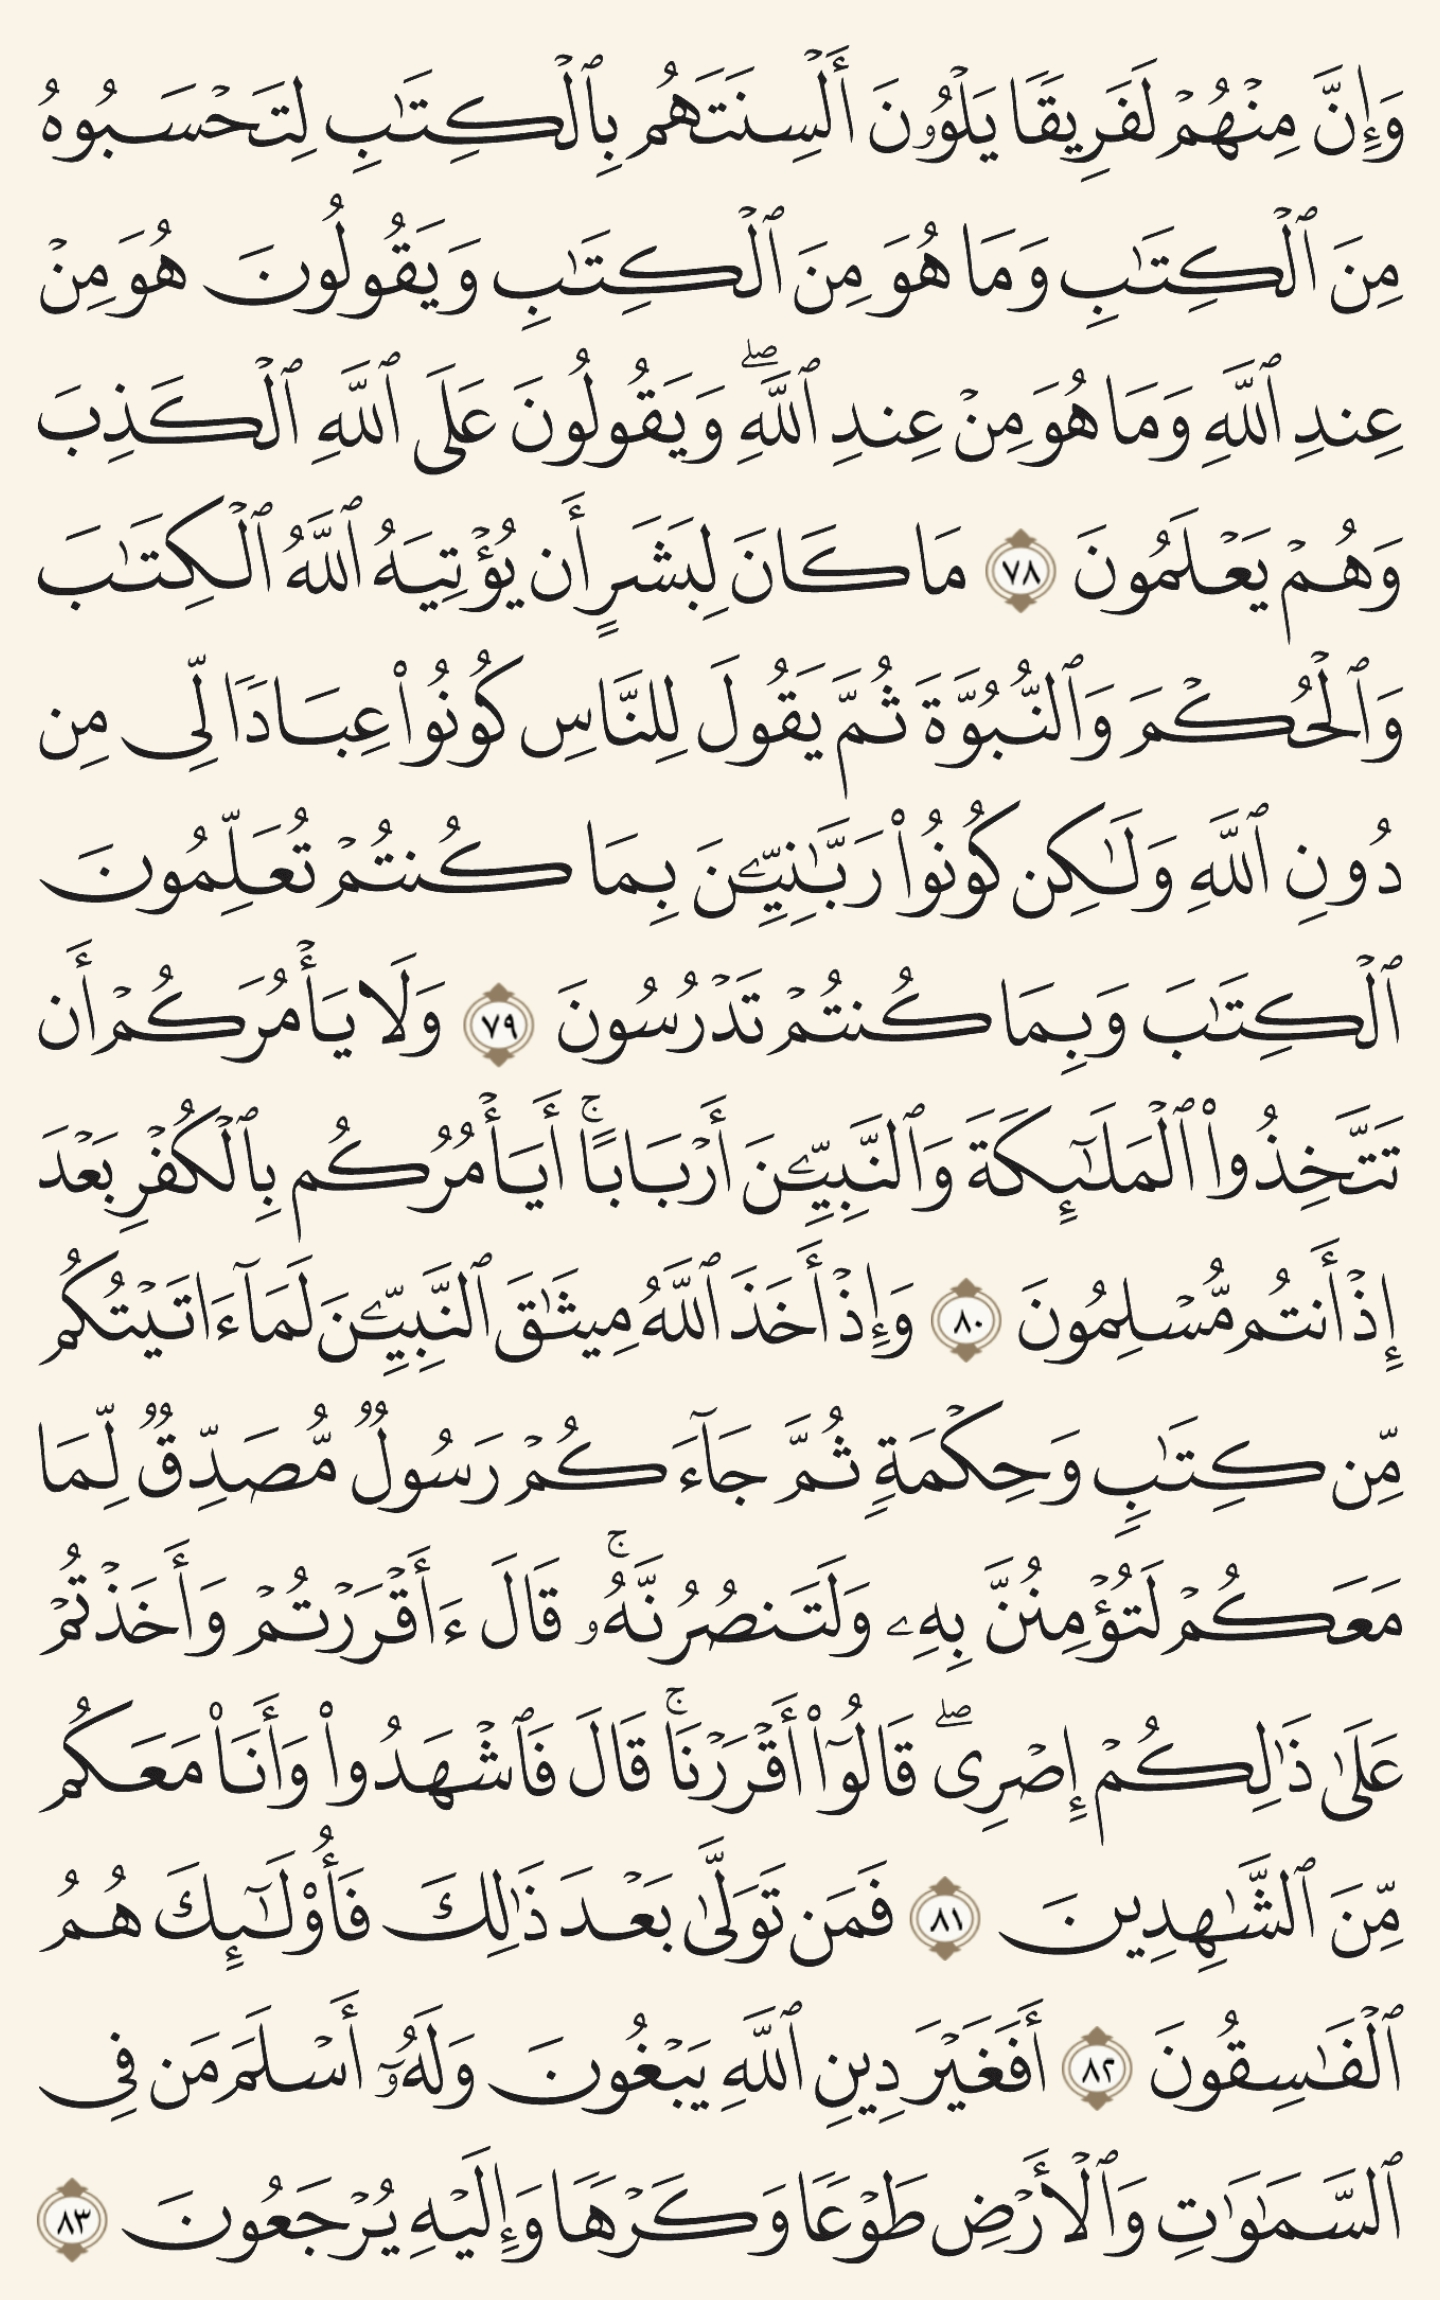 وَإِنَّ مِنۡهُمۡ لَفَرِيقٗا يَلۡوُۥنَ أَلۡسِنَتَهُم بِٱلۡكِتَٰبِ لِتَحۡسَبُوهُ
مِنَ ٱلۡكِتَٰبِ وَمَا هُوَ مِنَ ٱلۡكِتَٰبِ وَيَقُولُونَ هُوَ مِنۡ
عِندِ ٱللَّهِ وَمَا هُوَ مِنۡ عِندِ ٱللَّهِۖ وَيَقُولُونَ عَلَى ٱللَّهِ ٱلۡكَذِبَ
وَهُمۡ يَعۡلَمُونَ ٧٨ مَا كَانَ لِبَشَرٍ أَن يُؤۡتِيَهُ ٱللَّهُ ٱلۡكِتَٰبَ
وَٱلۡحُكۡمَ وَٱلنُّبُوَّةَ ثُمَّ يَقُولَ لِلنَّاسِ كُونُواْ عِبَادٗا لِّي مِن
دُونِ ٱللَّهِ وَلَٰكِن كُونُواْ رَبَّٰنِيِّـۧنَ بِمَا كُنتُمۡ تُعَلِّمُونَ
ٱلۡكِتَٰبَ وَبِمَا كُنتُمۡ تَدۡرُسُونَ ٧٩ وَلَا يَأۡمُرَكُمۡ أَن
تَتَّخِذُواْ ٱلۡمَلَٰٓئِكَةَ وَٱلنَّبِيِّـۧنَ أَرۡبَابًاۚ أَيَأۡمُرُكُم بِٱلۡكُفۡرِ بَعۡدَ
إِذۡ أَنتُم مُّسۡلِمُونَ ٨٠ وَإِذۡ أَخَذَ ٱللَّهُ مِيثَٰقَ ٱلنَّبِيِّـۧنَ لَمَآ ءَاتَيۡتُكُم
مِّن كِتَٰبٖ وَحِكۡمَةٖ ثُمَّ جَآءَكُمۡ رَسُولٞ مُّصَدِّقٞ لِّمَا
مَعَكُمۡ لَتُؤۡمِنُنَّ بِهِۦ وَلَتَنصُرُنَّهُۥۚ قَالَ ءَأَقۡرَرۡتُمۡ وَأَخَذۡتُمۡ
عَلَىٰ ذَٰلِكُمۡ إِصۡرِيۖ قَالُوٓاْ أَقۡرَرۡنَاۚ قَالَ فَٱشۡهَدُواْ وَأَنَا۠ مَعَكُم
مِّنَ ٱلشَّٰهِدِينَ ٨١ فَمَن تَوَلَّىٰ بَعۡدَ ذَٰلِكَ فَأُوْلَٰٓئِكَ هُمُ
ٱلۡفَٰسِقُونَ ٨٢ أَفَغَيۡرَ دِينِ ٱللَّهِ يَبۡغُونَ وَلَهُۥٓ أَسۡلَمَ مَن فِي
ٱلسَّمَٰوَٰتِ وَٱلۡأَرۡضِ طَوۡعٗا وَكَرۡهٗا وَإِلَيۡهِ يُرۡجَعُونَ ٨٣